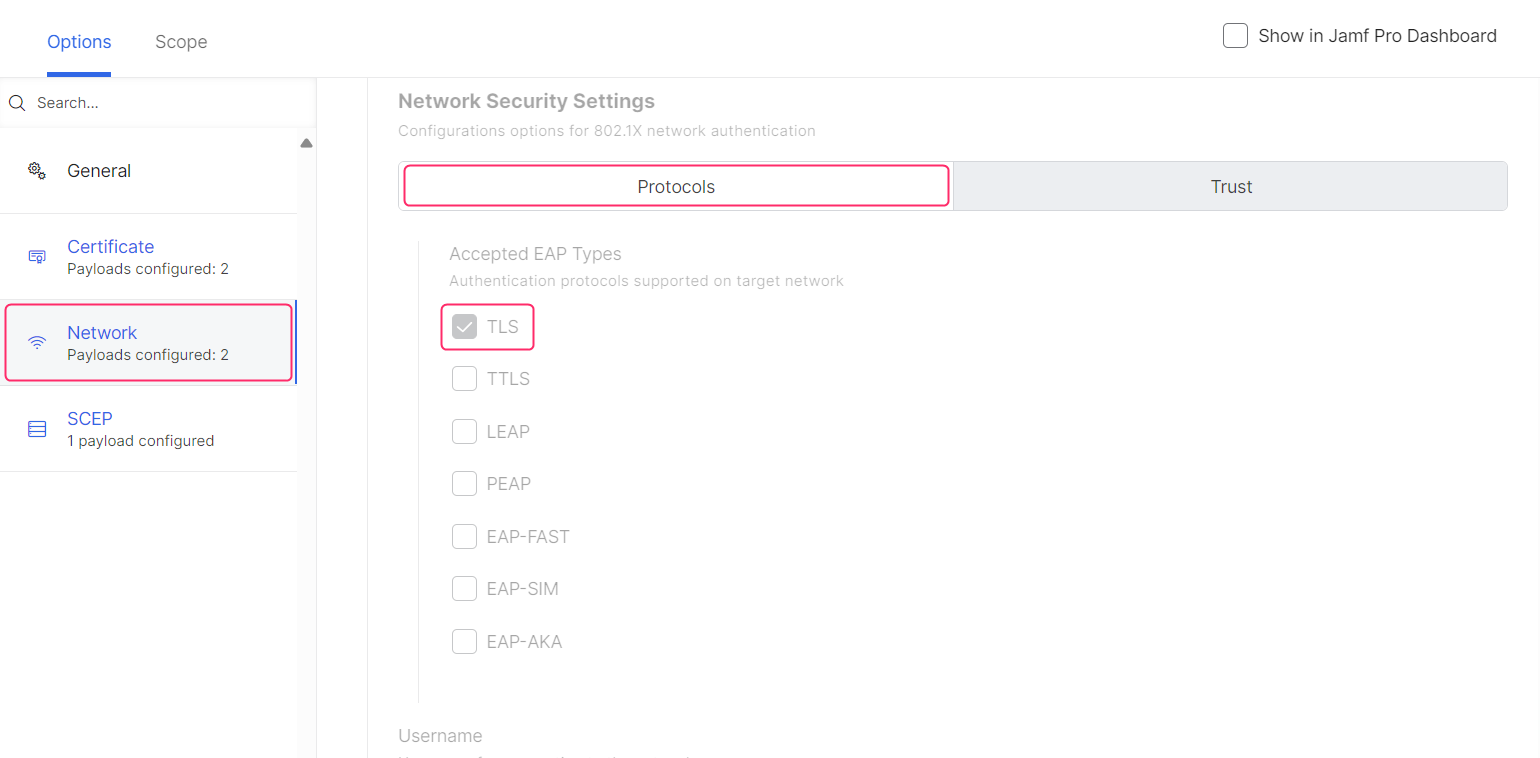 Options
Scope
Show in Jamf Pro Dashboard
Search...
General
Certificate
Payloads configured: 2
Network
Payloads configured: 2
SCEP
1 payload configured
Network Security Settings
Configurations options for 802.1X network authentication
Protocols
Trust
Accepted EAP Types
Authentication protocols supported on target network
TLS
TTLS
LEAP
PEAP
EAP-FAST
EAP-SIM
EAP-AKA
Username